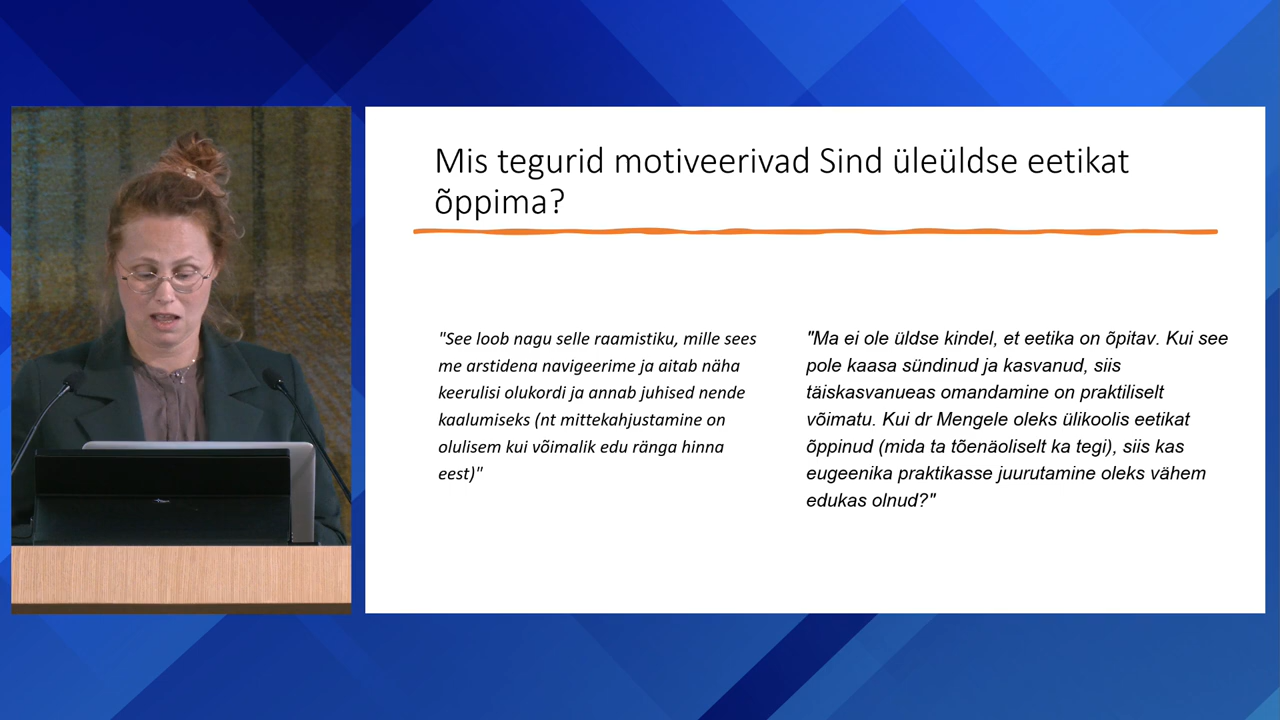 Mis tegurid motiveerivad Sind üleüldse eetikat
õppima?
"See loob nagu selle raamistiku, mille sees
me arstidena navigeerime ja aitab näha
keerulisi olukordi ja annab juhised nende
kaalumiseks (nt mittekahjustamine on
olulisem kui võimalik edu ränga hinna
eest)"
"Ma ei ole üldse kindel, et eetika on õpitav. Kui see
pole kaasa sündinud ja kasvanud, siis
täiskasvanueas omandamine on praktiliselt
võimatu. Kui dr Mengele oleks ülikoolis eetikat
õppinud (mida ta tõenäoliselt ka tegi), siis kas
eugeenika praktikasse juurutamine oleks vähem
edukas olnud?"